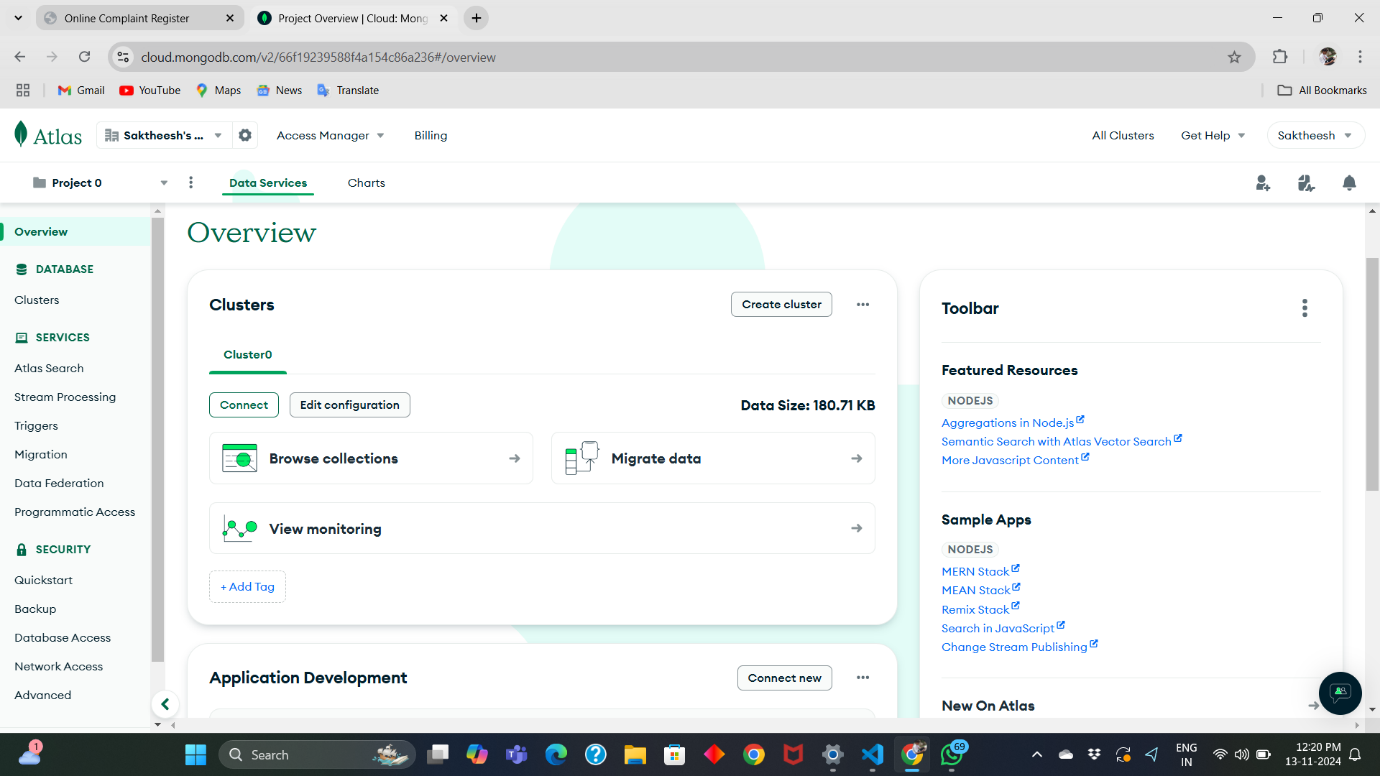 Online Complaint Register
Project Overview | Cloud: Mong
cloud.mongodb.com/v2/66f19239588f4a154c86a236#/overview
Gmail
YouTube
Maps
News
Translate
All Bookmarks
Atlas
Saktheesh's ...
Access Manager
Billing
All Clusters
Get Help
Saktheesh
Project 0
Data Services
Charts
Overview
DATABASE
Clusters
SERVICES
Atlas Search
Stream Processing
Triggers
Migration
Data Federation
Programmatic Access
SECURITY
Quickstart
Backup
Database Access
Network Access
Advanced
Overview
Clusters
Create cluster
Cluster0
Connect
Edit configuration
Data Size: 180.71 KB
Browse collections
Migrate data
View monitoring
+ Add Tag
Application Development
Connect new
Toolbar
Featured Resources
NODEJS
Aggregations in Node.js
Semantic Search with Atlas Vector Search
More Javascript Content
Sample Apps
NODEJS
MERN Stack
MEAN Stack
Remix Stack
Search in JavaScript
Change Stream Publishing
New On Atlas
1
Search
69
ENG
IN
12:20 PM
13-11-2024